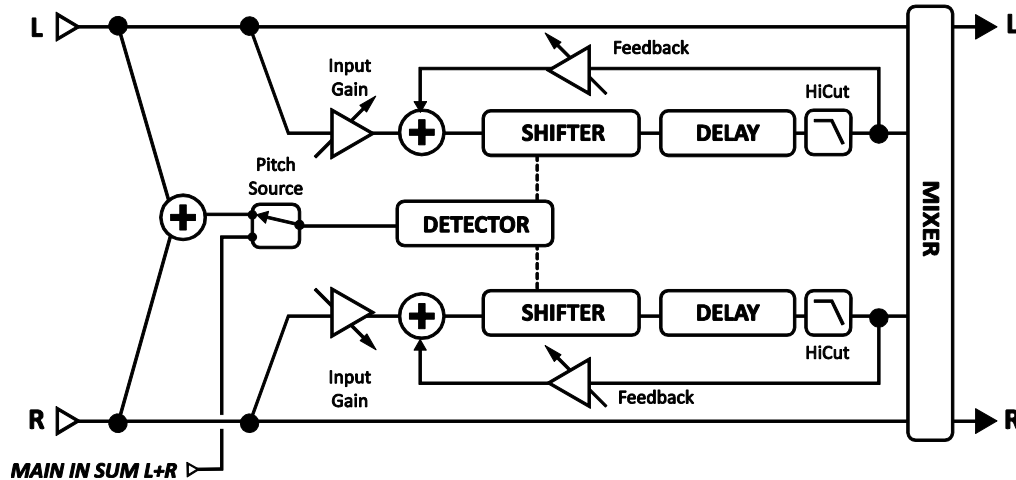 L
L
Feedback
Input
Gain
HiCut
SHIFTER
DELAY
Pitch
Source
DETECTOR
MIXER
SHIFTER
DELAY
HiCut
Input
Gain
Feedback
R
R
MAIN IN SUM L+R